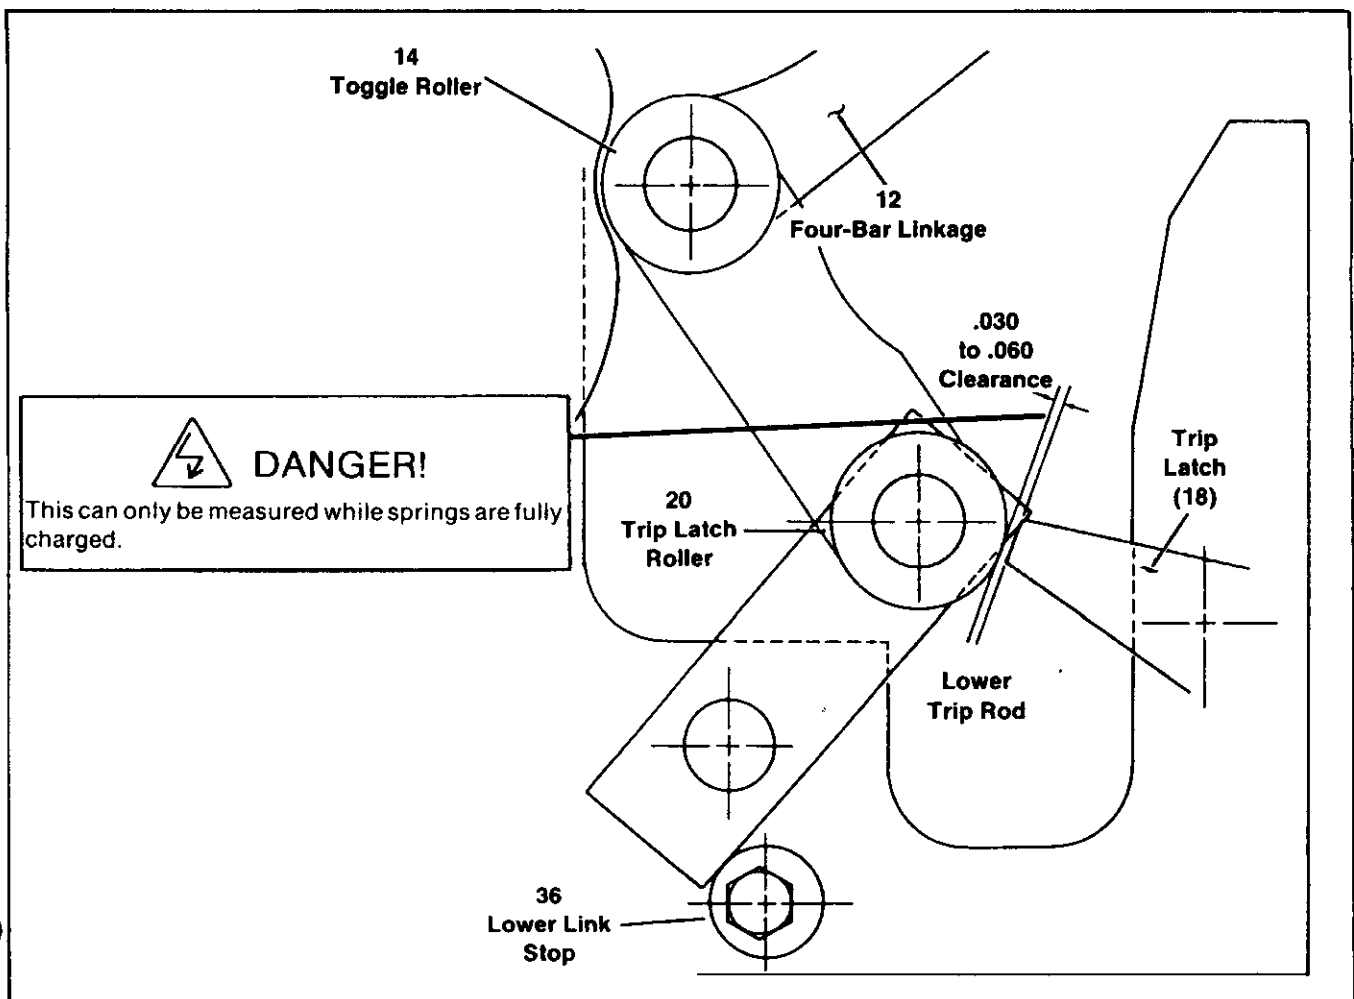 14
Toggle Roller
12
Four-Bar Linkage
.030
to .060
Clearance
DANGER!
This can only be measured while springs are fully
charged.
Trip
Latch
(18)
20
Trip Latch
Roller
Lower
Trip Rod
36
Lower Link
Stop